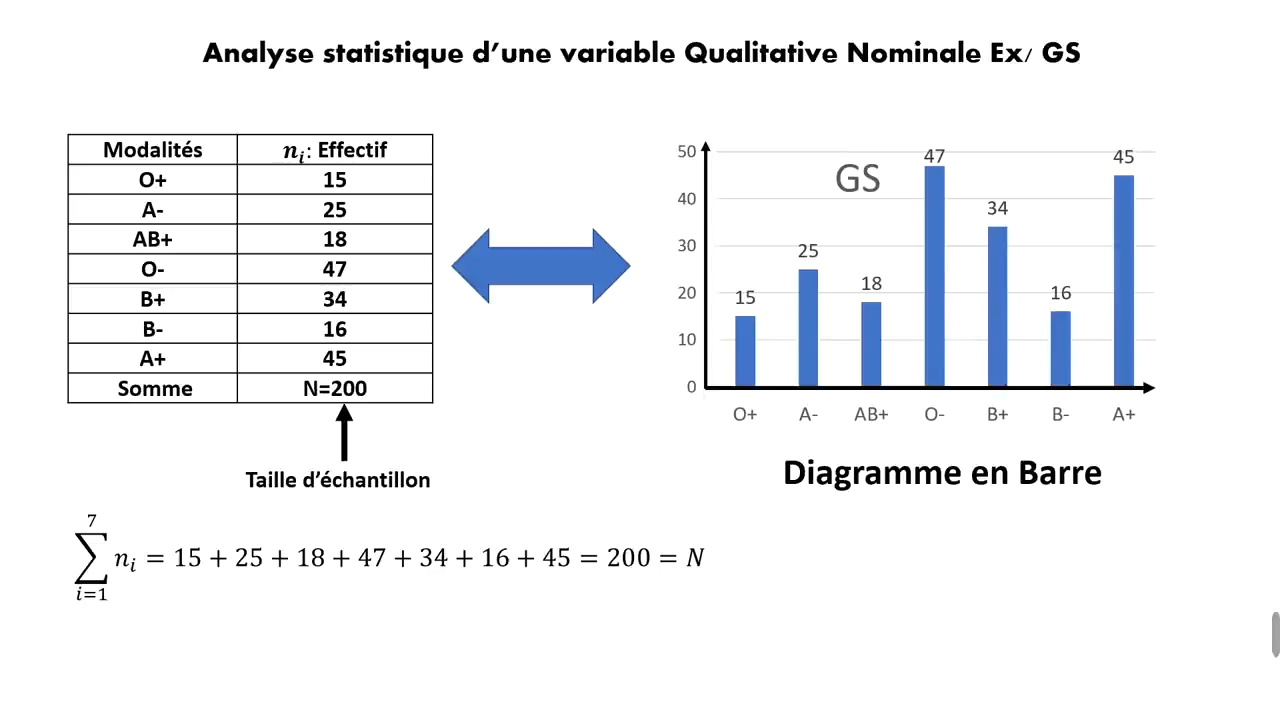 Analyse statistique d’une variable Qualitative Nominale Ex/ GS
Modalités n_i: Effectif
O+ 15
A- 25
AB+ 18
O- 47
B+ 34
B- 16
A+ 45
Somme N=200
Taille d’échantillon
GS
50
40
30
20
10
0
15 25 18 47 34 16 45
O+ A- AB+ O- B+ B- A+
Diagramme en Barre
\sum_{i=1}^{7} n_i = 15 + 25 + 18 + 47 + 34 + 16 + 45 = 200 = N